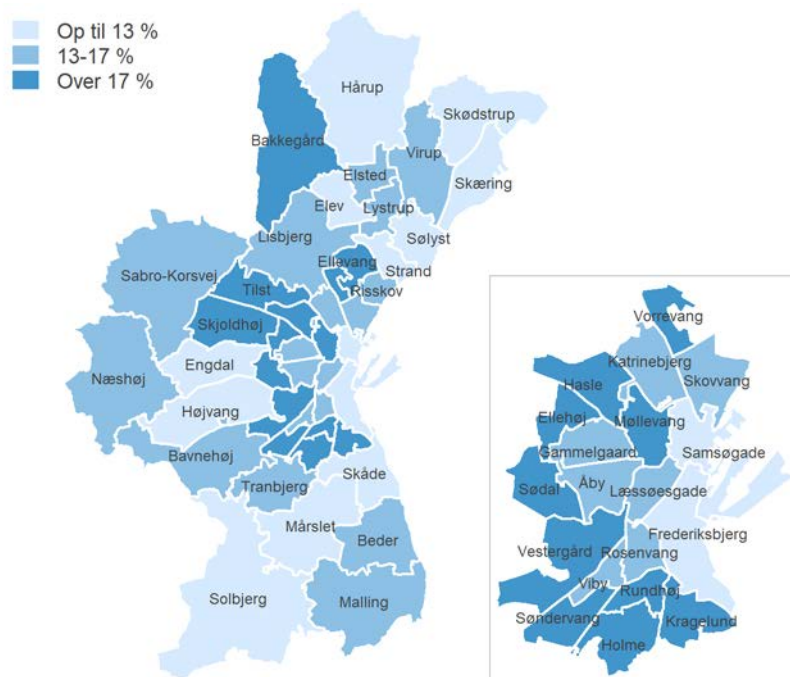 Op til 13 %
13-17 %
Over 17 %
Hårup
Skødstrup
Bakkegård
Virup
Elsted
Skæring
Elev
Lystrup
Lisbjerg
Sølyst
Ellevang
Strand
Sabro-Korsvej
Tilst
Risskov
Skjoldhøj
Engdal
Næshøj
Højvang
Bavnehøj
Skåde
Tranbjerg
Mårslet
Beder
Solbjerg
Malling
Vorrevang
Katrinebjerg
Skovvang
Hasle
Ellehøj
Møllevang
Gammelgaard
Samsøgade
Sødal
Åby
Læssøesgade
Frederiksbjerg
Vestergård
Rosenvang
Viby
Rundhøj
Søndervang
Kragelund
Holme